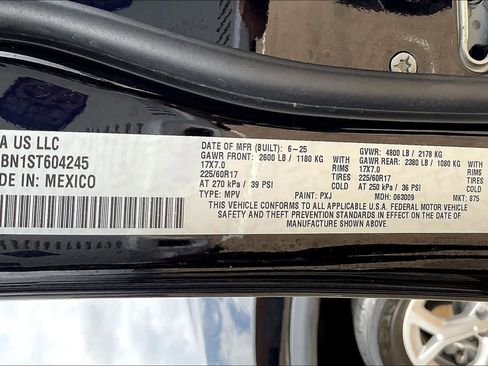 A US LLC
BN1ST604245
DE IN: MEXICO
DATE OF MFR (BUILT): 6-25
GVWR: 4800 LB / 2178 KG
GAWR FRONT: 2600 LB / 1180 KG WITH GAWR REAR: 2380 LB / 1080 KG WITH
17X7.0 RIMS 17X7.0 RIMS
225/60R17 TIRES 225/60R17 TIRES
AT 270 kPa / 39 PSI COLD AT 250 kPa / 36 PSI COLD
TYPE: MPV PAINT: PXJ MDH: 063009 MKT: 875
THIS VEHICLE CONFORMS TO ALL APPLICABLE U.S.A. FEDERAL MOTOR VEHICLE
SAFETY AND THEFT PREVENTION STANDARDS IN EFFECT ON THE DATE OF
MANUFACTURE SHOWN ABOVE.